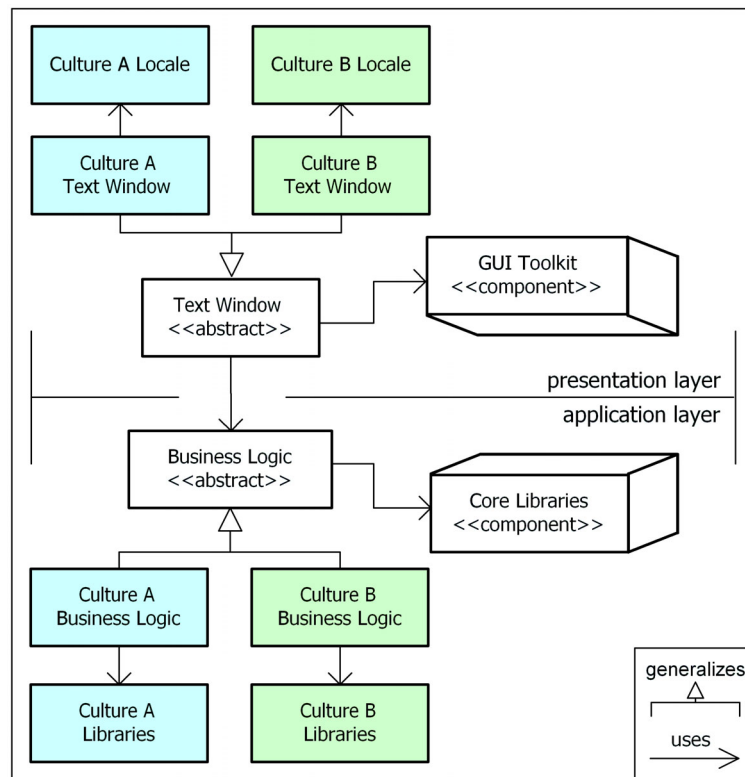 Culture A Locale
Culture B Locale
Culture A
Text Window
Culture B
Text Window
GUI Toolkit
<<component>>
Text Window
<<abstract>>
presentation layer
application layer
Business Logic
<<abstract>>
Core Libraries
<<component>>
Culture A
Business Logic
Culture B
Business Logic
Culture A
Libraries
Culture B
Libraries
generalizes
uses